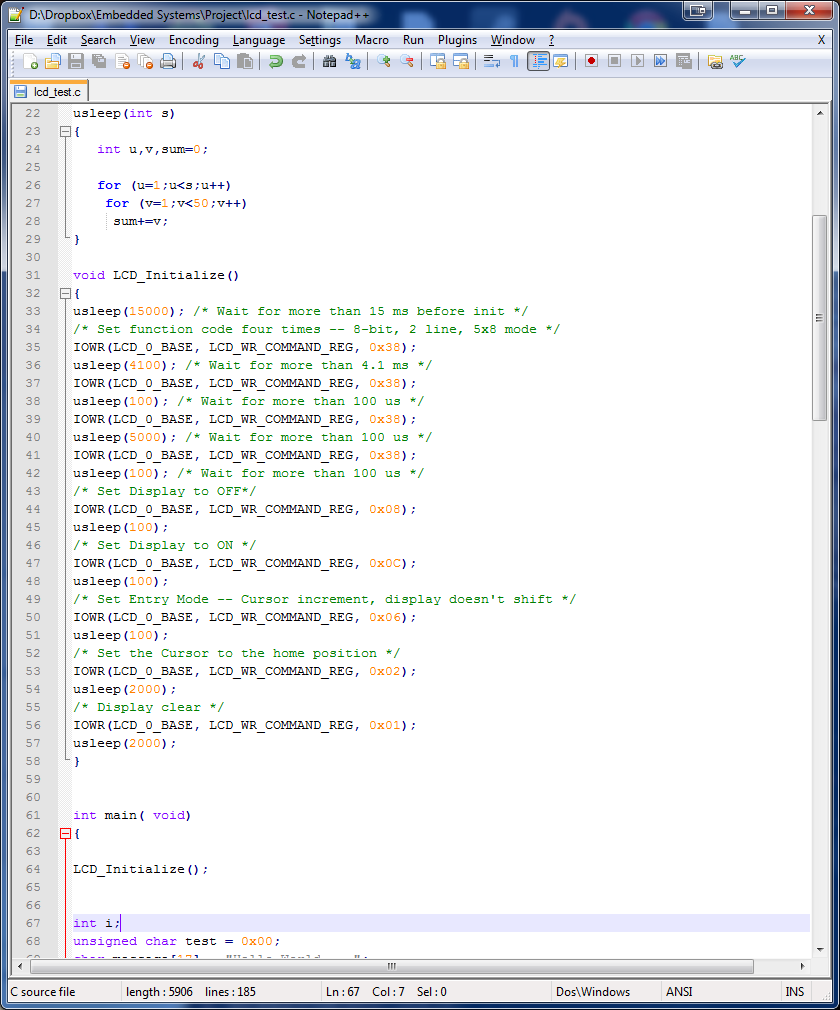 D:\Dropbox\Embedded Systems\Project\lcd_test.c - Notepad++
File Edit Search View Encoding Language Settings Macro Run Plugins Window ? X
lcd_test.c
22 usleep(int s)
23 {
24 int u,v,sum=0;
25
26 for (u=1;u<s;u++)
27 for (v=1;v<50;v++)
28 sum+=v;
29 }
30
31 void LCD_Initialize()
32 {
33 usleep(15000); /* Wait for more than 15 ms before init */
34 /* Set function code four times -- 8-bit, 2 line, 5x8 mode */
35 IOWR(LCD_0_BASE, LCD_WR_COMMAND_REG, 0x38);
36 usleep(4100); /* Wait for more than 4.1 ms */
37 IOWR(LCD_0_BASE, LCD_WR_COMMAND_REG, 0x38);
38 usleep(100); /* Wait for more than 100 us */
39 IOWR(LCD_0_BASE, LCD_WR_COMMAND_REG, 0x38);
40 usleep(5000); /* Wait for more than 100 us */
41 IOWR(LCD_0_BASE, LCD_WR_COMMAND_REG, 0x38);
42 usleep(100); /* Wait for more than 100 us */
43 /* Set Display to OFF*/
44 IOWR(LCD_0_BASE, LCD_WR_COMMAND_REG, 0x08);
45 usleep(100);
46 /* Set Display to ON */
47 IOWR(LCD_0_BASE, LCD_WR_COMMAND_REG, 0x0C);
48 usleep(100);
49 /* Set Entry Mode -- Cursor increment, display doesn't shift */
50 IOWR(LCD_0_BASE, LCD_WR_COMMAND_REG, 0x06);
51 usleep(100);
52 /* Set the Cursor to the home position */
53 IOWR(LCD_0_BASE, LCD_WR_COMMAND_REG, 0x02);
54 usleep(2000);
55 /* Display clear */
56 IOWR(LCD_0_BASE, LCD_WR_COMMAND_REG, 0x01);
57 usleep(2000);
58 }
59
60
61 int main( void)
62 {
63
64 LCD_Initialize();
65
66
67 int i;
68 unsigned char test = 0x00;
C source file length : 5906 lines : 185 Ln : 67 Col : 7 Sel : 0 Dos\Windows ANSI INS